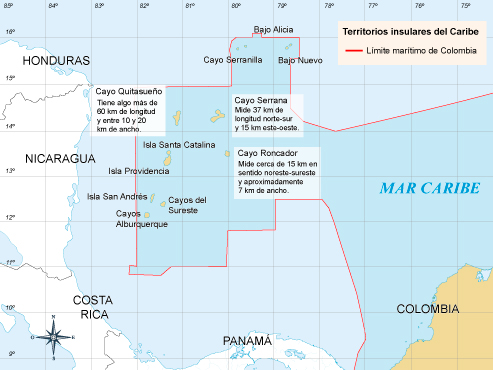 85º 84º 83º 82º 81º 80º 79º 78º 77º 76º 75º
Territorios insulares del Caribe
Límite marítimo de Colombia
16º
Bajo Alicia
Cayo Serranilla
Bajo Nuevo
HONDURAS
15º
Cayo Quitasueño
Tiene algo más de
60 km de longitud
y entre 10 y 20
km de ancho.
Cayo Serrana
Mide 37 km de
longitud norte-sur
y 15 km este-oeste.
14º
Isla Santa Catalina
Cayo Roncador
Mide cerca de 15 km en
sentido noreste-sureste
y aproximadamente
7 km de ancho.
NICARAGUA
Isla Providencia
13º
MAR CARIBE
Isla San Andrés
Cayos del
Sureste
12º
Cayos
Alburquerque
11º
COSTA
RICA
COLOMBIA
10º
N
O E
S
PANAMÁ
9º